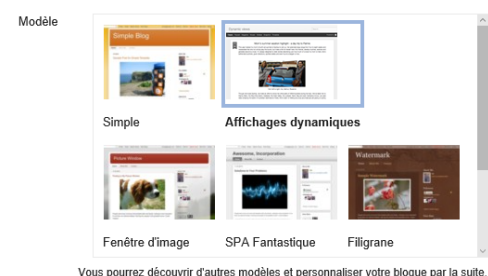 Modèle
Simple Blog
Simple
Affichages dynamiques
Picture Window
Awesome, Incorporation
Watermark
Fenêtre d'image
SPA Fantastique
Filigrane
Vous pourrez découvrir d'autres modèles et personnaliser votre blogue par la suite.